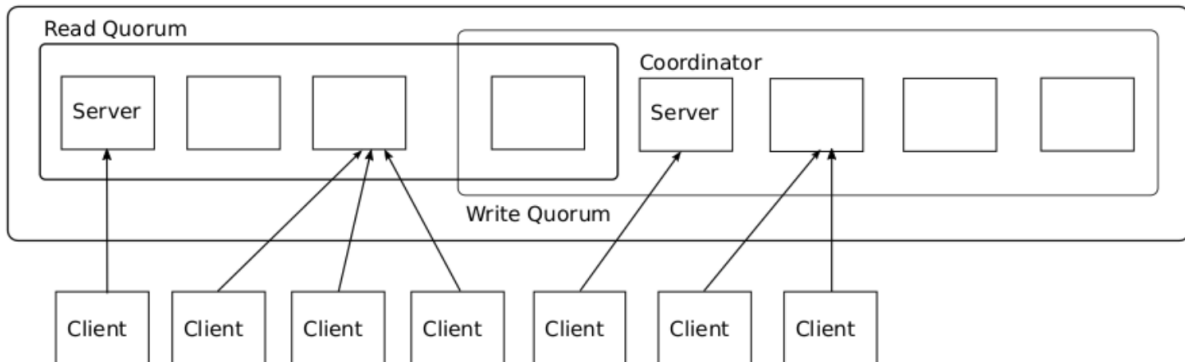 Read Quorum
Coordinator
Server
Server
Write Quorum
Client
Client
Client
Client
Client
Client
Client